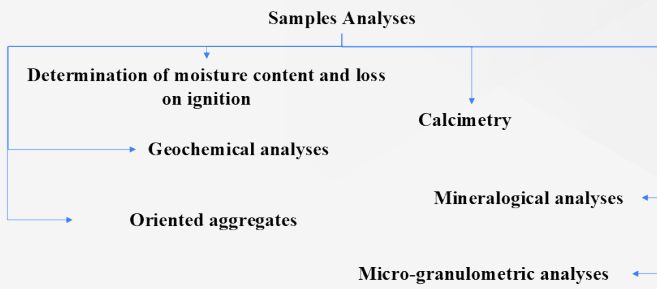 Samples Analyses
Determination of moisture content and loss
on ignition
Calcimetry
Geochemical analyses
Mineralogical analyses
Oriented aggregates
Micro-granulometric analyses